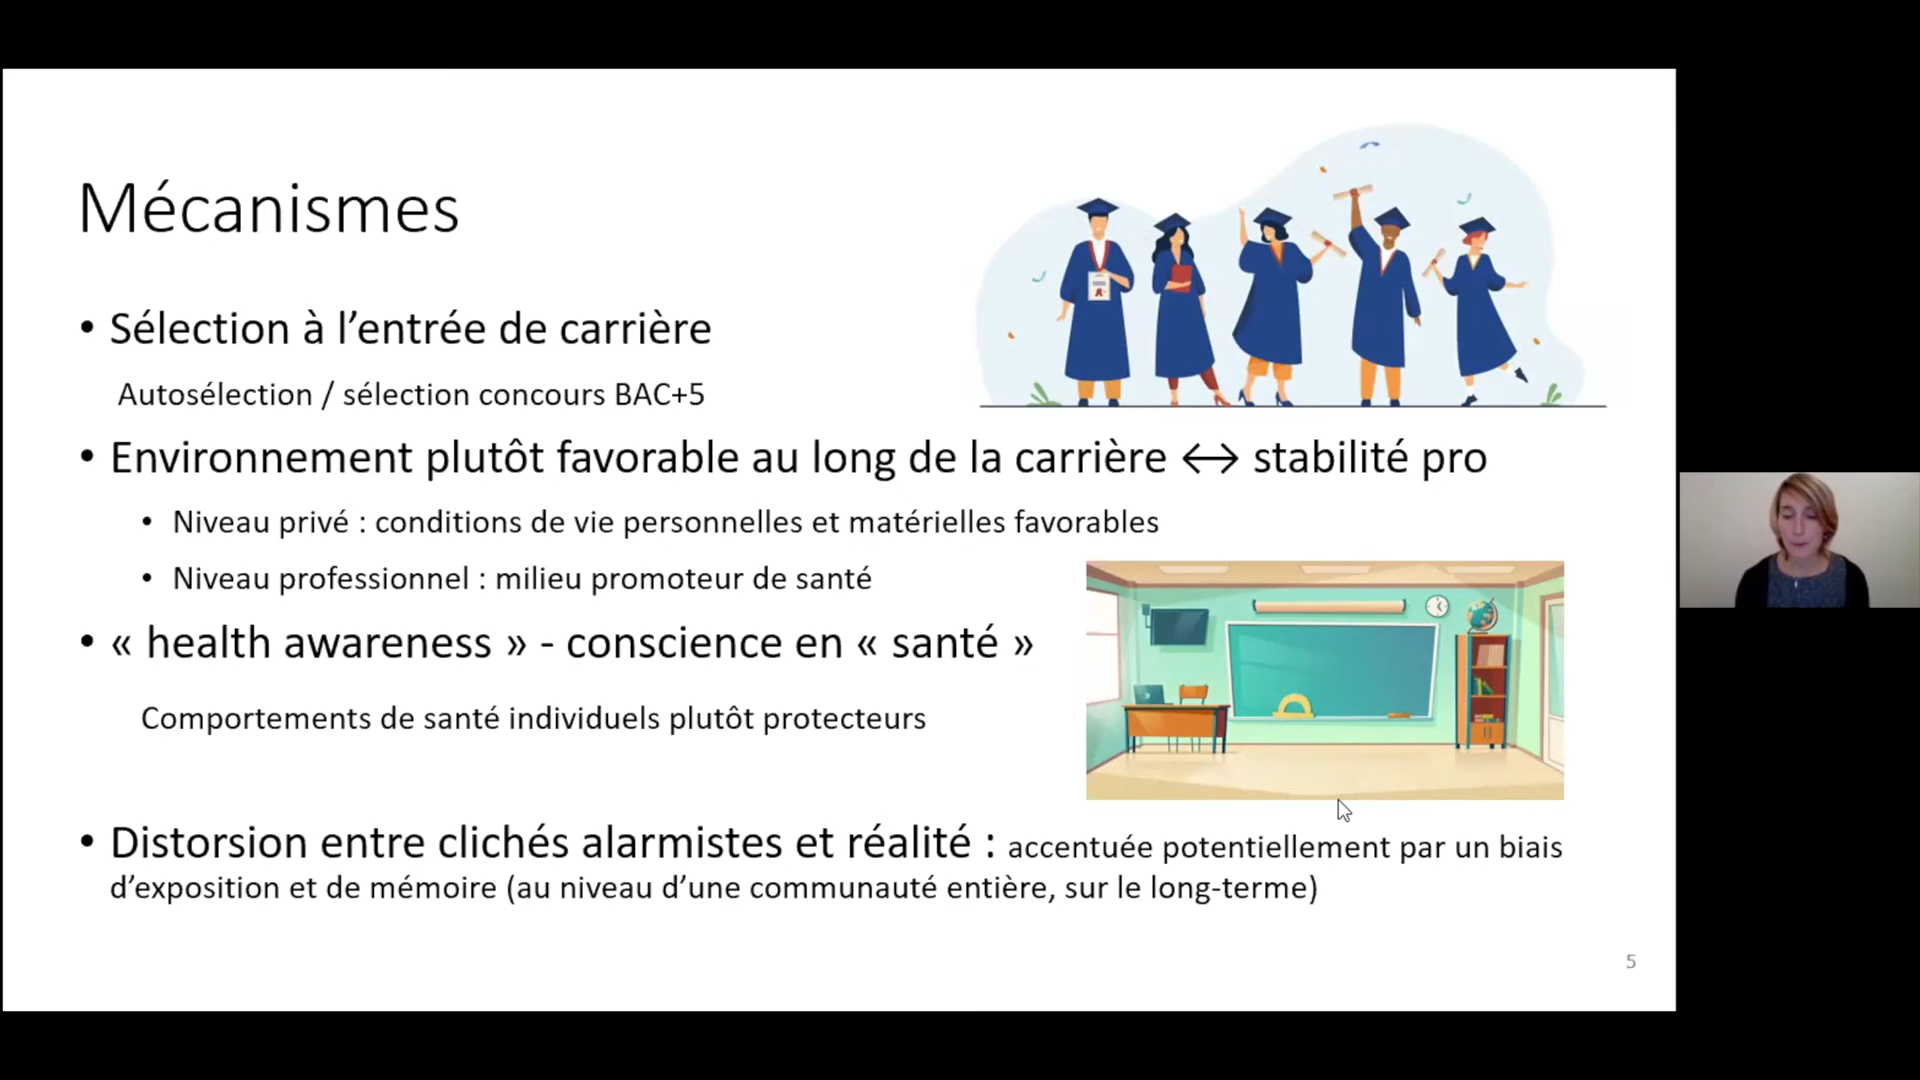 Mécanismes
• Sélection à l’entrée de carrière
Autosélection / sélection concours BAC+5
• Environnement plutôt favorable au long de la carrière ↔ stabilité pro
• Niveau privé : conditions de vie personnelles et matérielles favorables
• Niveau professionnel : milieu promoteur de santé
• « health awareness » - conscience en « santé »
Comportements de santé individuels plutôt protecteurs
• Distorsion entre clichés alarmistes et réalité : accentuée potentiellement par un biais
d’exposition et de mémoire (au niveau d’une communauté entière, sur le long-terme)
5